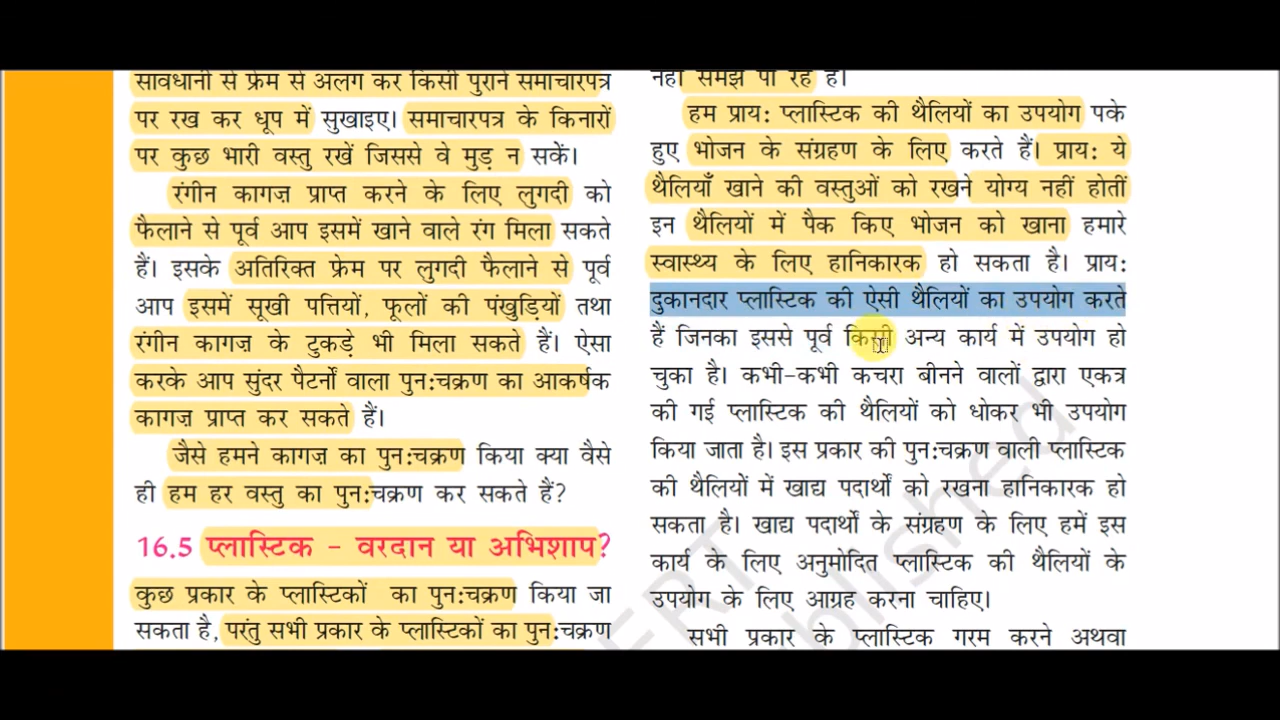 सावधानी से फ्रेम से अलग कर किसी पुराने समाचारपत्र
पर रख कर धूप में सुखाइए। समाचारपत्र के किनारों
पर कुछ भारी वस्तु रखें जिससे वे मुड़ न सकें।
रंगीन कागज़ प्राप्त करने के लिए लुगदी को
फैलाने से पूर्व आप इसमें खाने वाले रंग मिला सकते
हैं। इसके अतिरिक्त फ्रेम पर लुगदी फैलाने से पूर्व
आप इसमें सूखी पत्तियों, फूलों की पंखुड़ियों तथा
रंगीन कागज़ के टुकड़े भी मिला सकते हैं। ऐसा
करके आप सुंदर पैटर्नों वाला पुन:चक्रण का आकर्षक
कागज़ प्राप्त कर सकते हैं।
जैसे हमने कागज़ का पुन:चक्रण किया क्या वैसे
ही हम हर वस्तु का पुन:चक्रण कर सकते हैं?
16.5 प्लास्टिक - वरदान या अभिशाप?
कुछ प्रकार के प्लास्टिकों का पुन:चक्रण किया जा
सकता है, परंतु सभी प्रकार के प्लास्टिकों का पुन:चक्रण
नहीं समझ पा रहे हैं।
हम प्राय: प्लास्टिक की थैलियों का उपयोग पके
हुए भोजन के संग्रहण के लिए करते हैं। प्राय: ये
थैलियाँ खाने की वस्तुओं को रखने योग्य नहीं होतीं
इन थैलियों में पैक किए भोजन को खाना हमारे
स्वास्थ्य के लिए हानिकारक हो सकता है। प्राय:
दुकानदार प्लास्टिक की ऐसी थैलियों का उपयोग करते
हैं जिनका इससे पूर्व किसी अन्य कार्य में उपयोग हो
चुका है। कभी-कभी कचरा बीनने वालों द्वारा एकत्र
की गई प्लास्टिक की थैलियों को धोकर भी उपयोग
किया जाता है। इस प्रकार की पुन:चक्रण वाली प्लास्टिक
की थैलियों में खाद्य पदार्थों को रखना हानिकारक हो
सकता है। खाद्य पदार्थों के संग्रहण के लिए हमें इस
कार्य के लिए अनुमोदित प्लास्टिक की थैलियों के
उपयोग के लिए आग्रह करना चाहिए।
सभी प्रकार के प्लास्टिक गरम करने अथवा